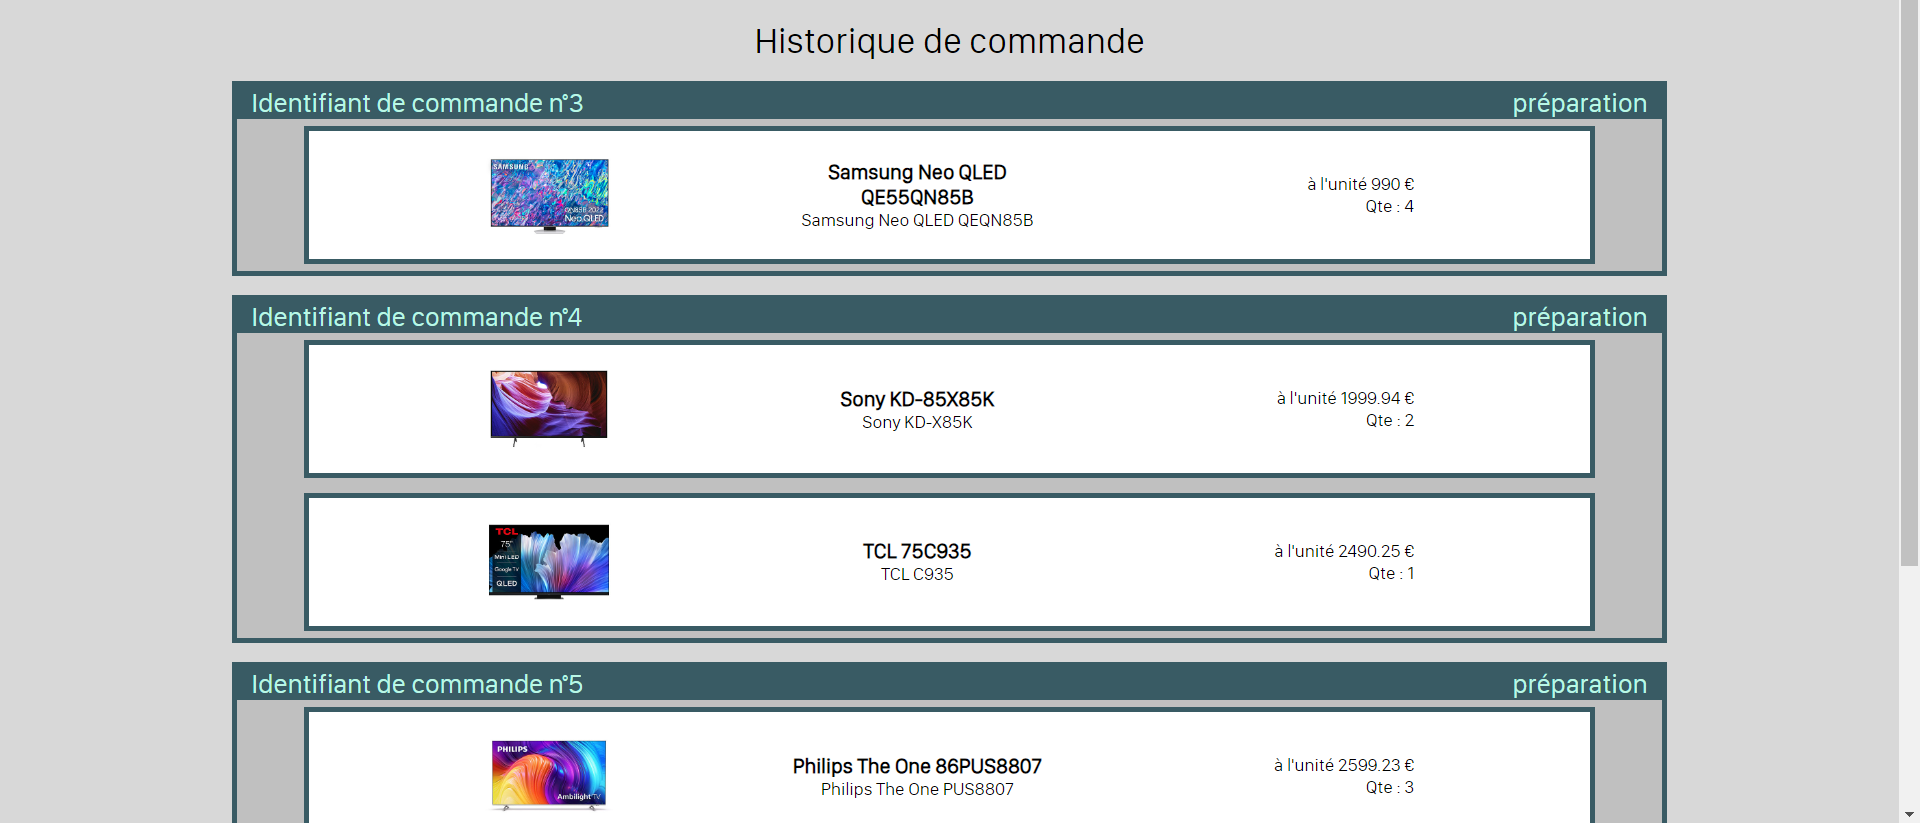 Historique de commande
Identifiant de commande n°3
préparation
SAMSUNG
QN85B 2022
Neo QLED
Samsung Neo QLED
QE55QN85B
Samsung Neo QLED QEQN85B
à l'unité 990 €
Qte : 4
Identifiant de commande n°4
préparation
Sony KD-85X85K
Sony KD-X85K
à l'unité 1999.94 €
Qte : 2
TCL
75"
Mini LED
Google TV
QLED
TCL 75C935
TCL C935
à l'unité 2490.25 €
Qte : 1
Identifiant de commande n°5
préparation
PHILIPS
Ambilight TV
Philips The One 86PUS8807
Philips The One PUS8807
à l'unité 2599.23 €
Qte : 3